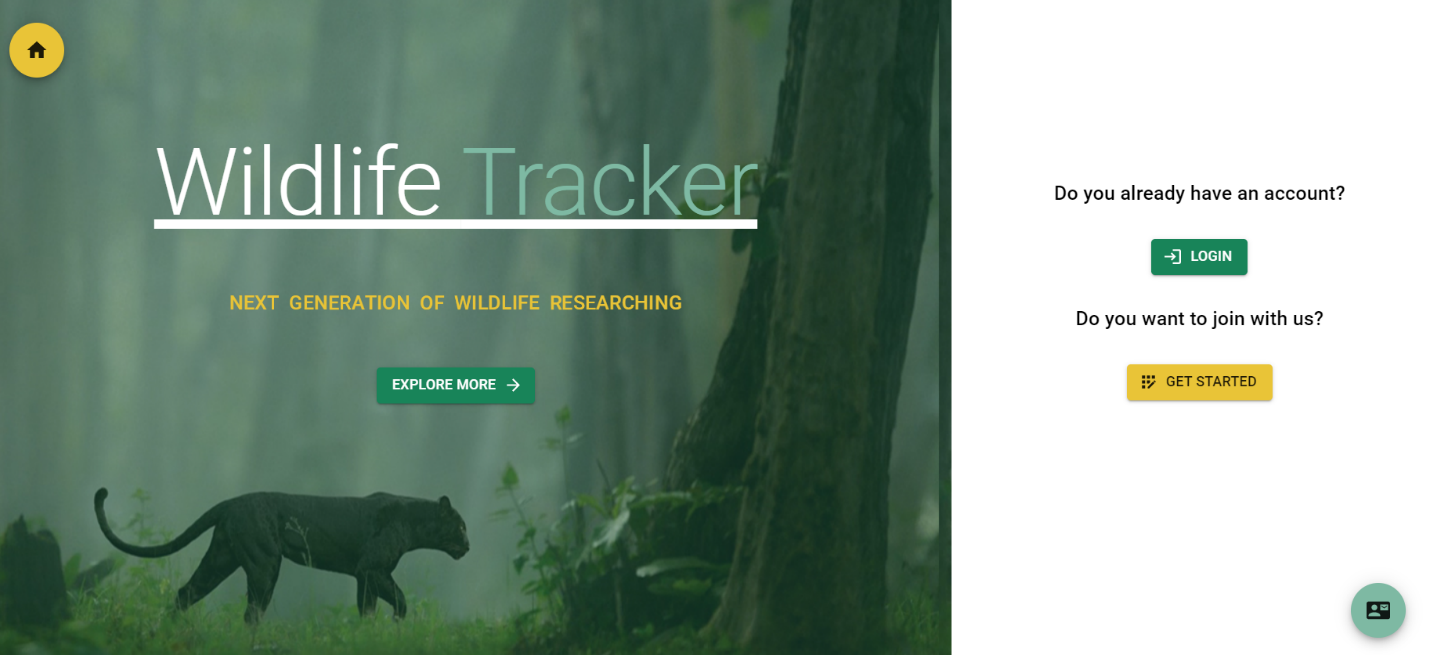 Wildlife Tracker
NEXT GENERATION OF WILDLIFE RESEARCHING
EXPLORE MORE
Do you already have an account?
LOGIN
Do you want to join with us?
GET STARTED